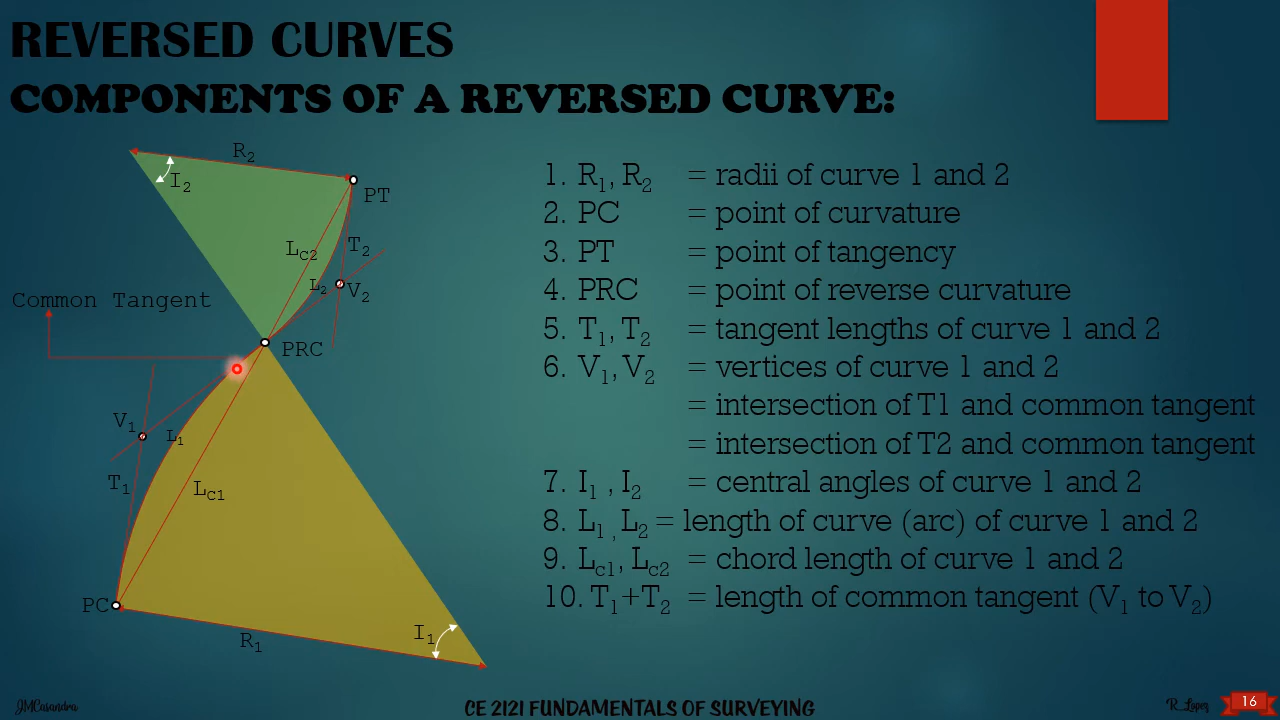 REVERSED CURVES
COMPONENTS OF A REVERSED CURVE:
R2
I2
PT
LC2
T2
L2
V2
Common Tangent
PRC
V1
L1
T1
LC1
PC
R1
I1
1. R1, R2 = radii of curve 1 and 2
2. PC = point of curvature
3. PT = point of tangency
4. PRC = point of reverse curvature
5. T1, T2 = tangent lengths of curve 1 and 2
6. V1, V2 = vertices of curve 1 and 2
= intersection of T1 and common tangent
= intersection of T2 and common tangent
7. I1 , I2 = central angles of curve 1 and 2
8. L1 , L2 = length of curve (arc) of curve 1 and 2
9. Lc1, Lc2 = chord length of curve 1 and 2
10. T1+T2 = length of common tangent (V1 to V2)
JMCasandra
CE 2121 FUNDAMENTALS OF SURVEYING
R_Lopez
16